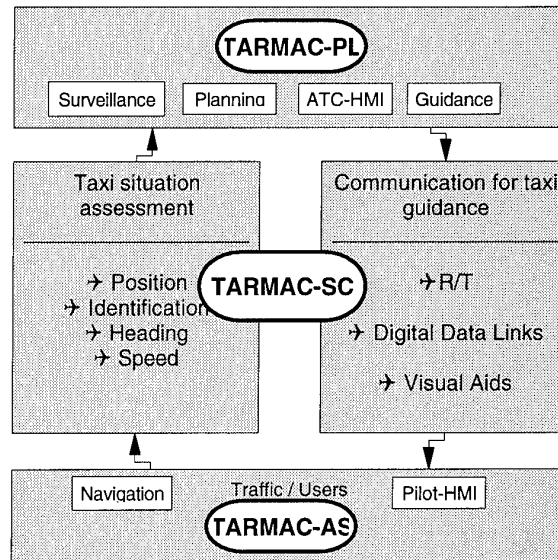 TARMAC-PL
Surveillance
Planning
ATC-HMI
Guidance
Taxi situation
assessment
Position
Identification
Heading
Speed
TARMAC-SC
Communication for taxi
guidance
R/T
Digital Data Links
Visual Aids
Navigation
Traffic / Users
Pilot-HMI
TARMAC-AS